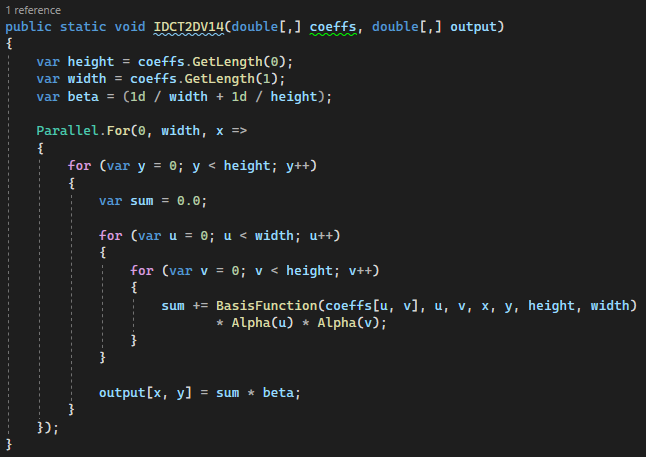 1 reference
public static void IDCT2DV14(double[,] coeffs, double[,] output)
{
    var height = coeffs.GetLength(0);
    var width = coeffs.GetLength(1);
    var beta = (1d / width + 1d / height);

    Parallel.For(0, width, x =>
    {
        for (var y = 0; y < height; y++)
        {
            var sum = 0.0;

            for (var u = 0; u < width; u++)
            {
                for (var v = 0; v < height; v++)
                {
                    sum += BasisFunction(coeffs[u, v], u, v, x, y, height, width)
                           * Alpha(u) * Alpha(v);
                }
            }

            output[x, y] = sum * beta;
        }
    });
}